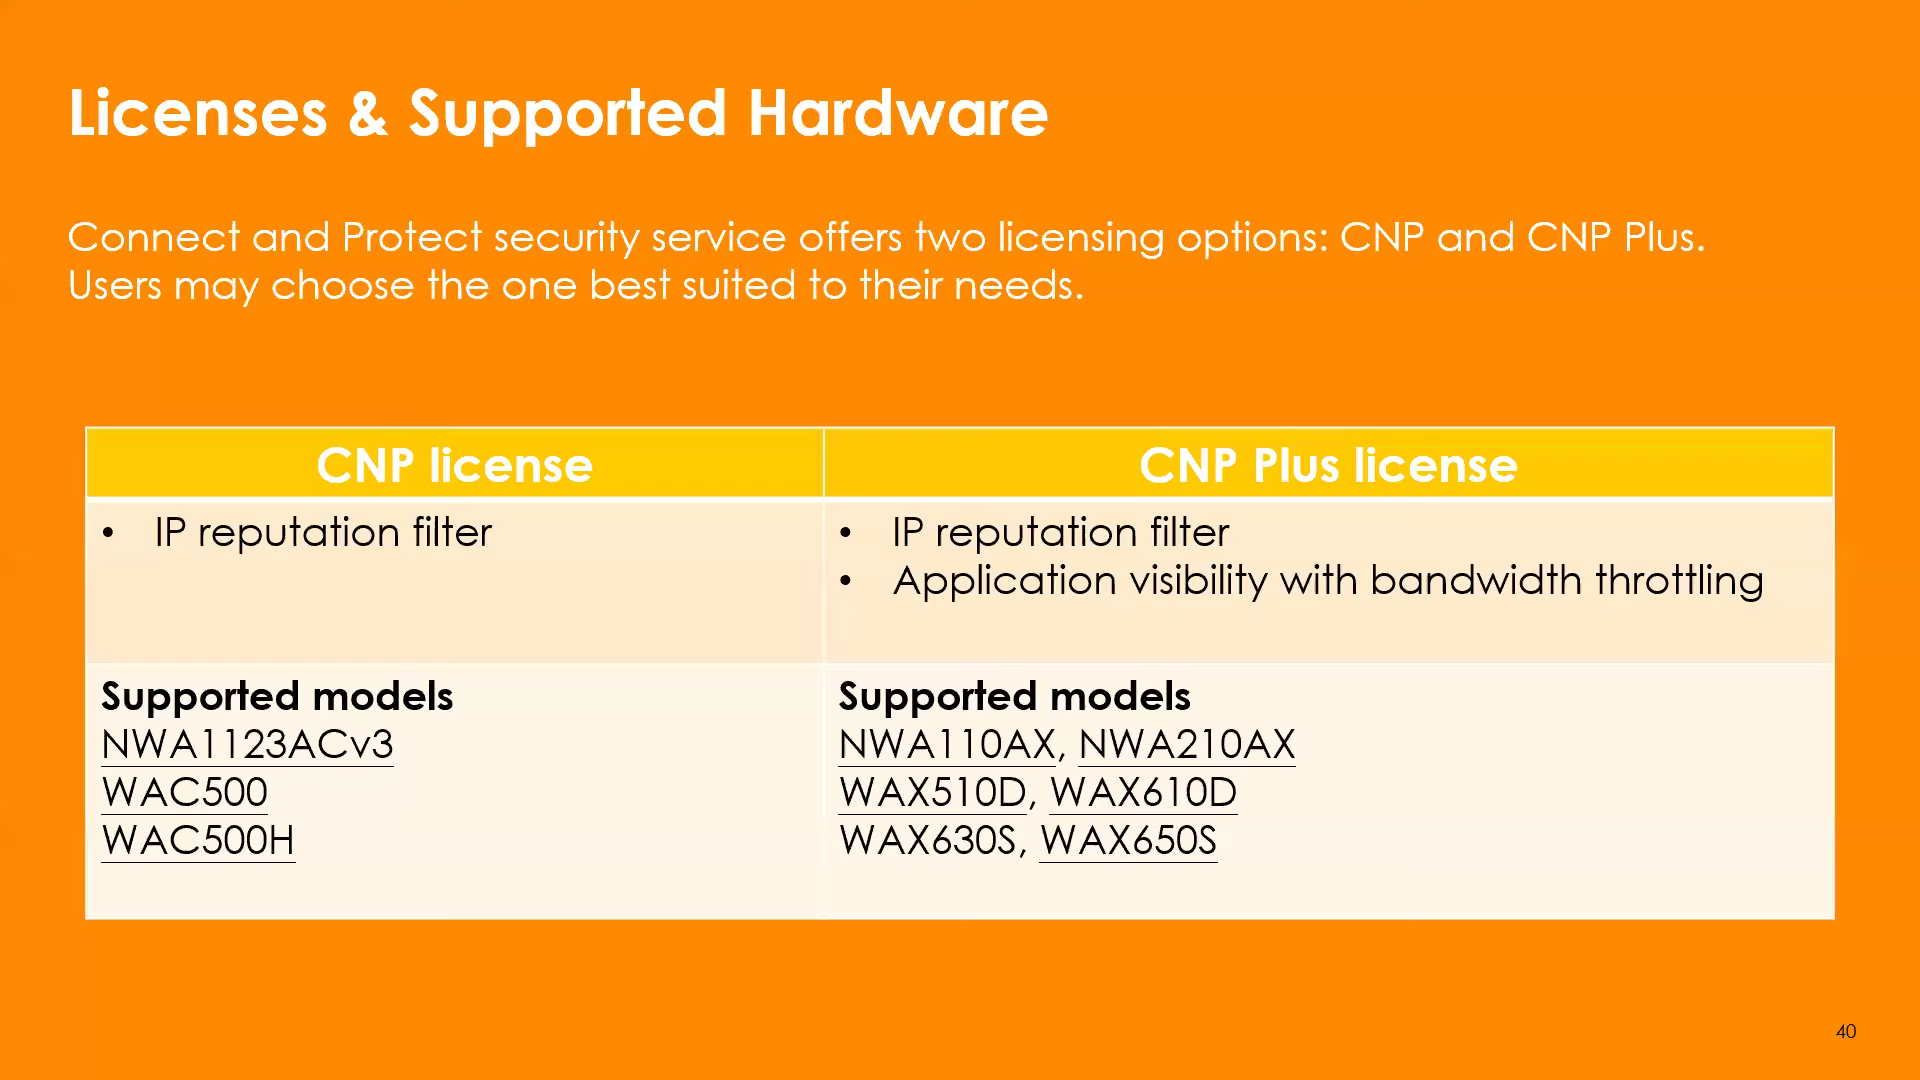 Licenses & Supported Hardware
Connect and Protect security service offers two licensing options: CNP and CNP Plus.
Users may choose the one best suited to their needs.
CNP license
CNP Plus license
• IP reputation filter
• IP reputation filter
• Application visibility with bandwidth throttling
Supported models
NWA1123ACv3
WAC500
WAC500H
Supported models
NWA110AX, NWA210AX
WAX510D, WAX610D
WAX630S, WAX650S
40